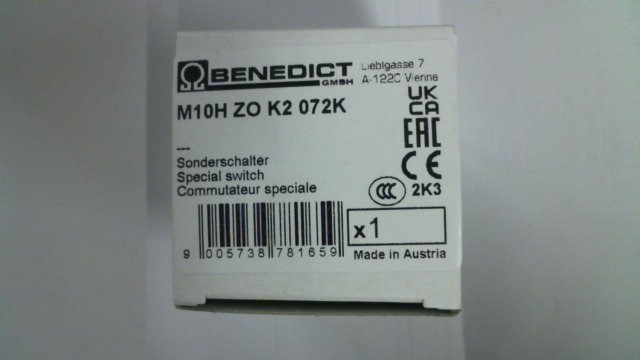 BENEDICT
GMBH
Lieblgasse 7
A-1220 Vienna
M10H ZO K2 072K
UK
CA
EAC
CE
---
Sonderschalter
Special switch
Commutateur speciale
CCC
2K3
x1
9 005738 781659
Made in Austria